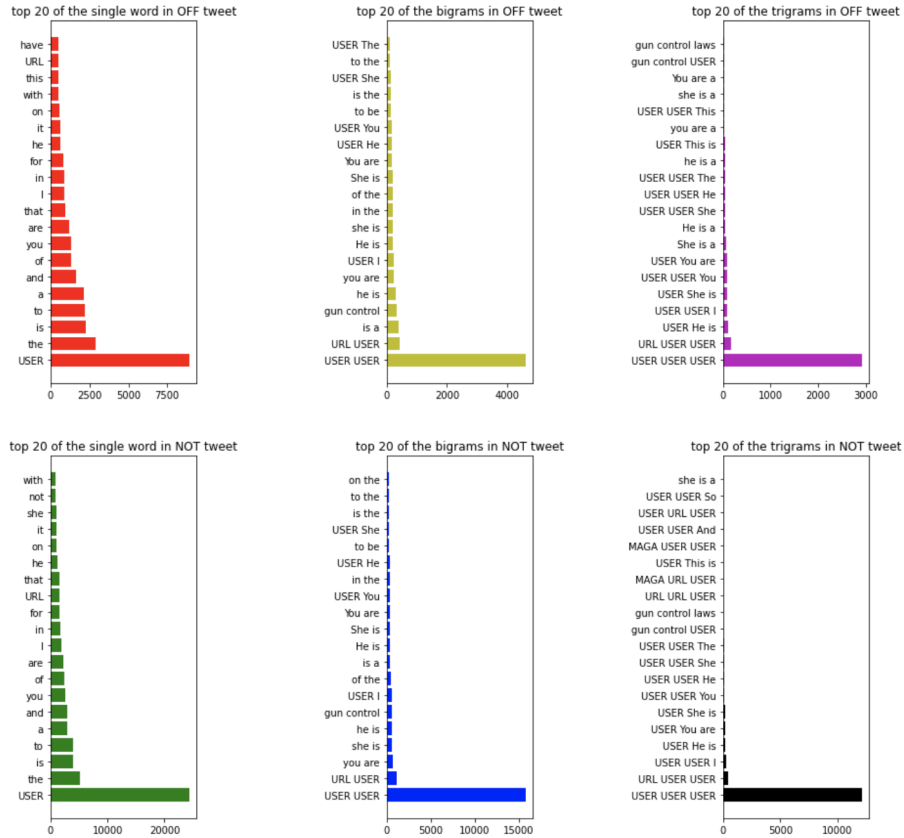 top 20 of the single word in OFF tweet
have
URL
this
with
on
it
he
for
in
I
that
are
you
of
and
a
to
is
the
USER
0 2500 5000 7500
top 20 of the bigrams in OFF tweet
USER The
to the
USER She
is the
to be
USER You
USER He
You are
She is
of the
in the
she is
He is
USER I
you are
he is
gun control
is a
URL USER
USER USER
0 2000 4000
top 20 of the trigrams in OFF tweet
gun control laws
gun control USER
You are a
she is a
USER USER This
you are a
USER This is
he is a
USER USER The
USER USER He
USER USER She
He is a
She is a
USER You are
USER USER You
USER She is
USER USER I
USER He is
URL USER USER
USER USER USER
0 1000 2000 3000
top 20 of the single word in NOT tweet
with
not
she
it
on
he
that
URL
for
in
I
are
of
you
and
a
to
is
the
USER
0 10000 20000
top 20 of the bigrams in NOT tweet
on the
to the
is the
USER She
to be
USER He
in the
USER You
You are
She is
He is
is a
of the
USER I
gun control
he is
she is
you are
URL USER
USER USER
0 5000 10000 15000
top 20 of the trigrams in NOT tweet
she is a
USER USER So
USER URL USER
USER USER And
MAGA USER USER
USER This is
MAGA URL USER
URL URL USER
gun control laws
gun control USER
USER USER The
USER USER She
USER USER He
USER USER You
USER She is
USER You are
USER He is
USER USER I
URL USER USER
USER USER USER
0 5000 10000